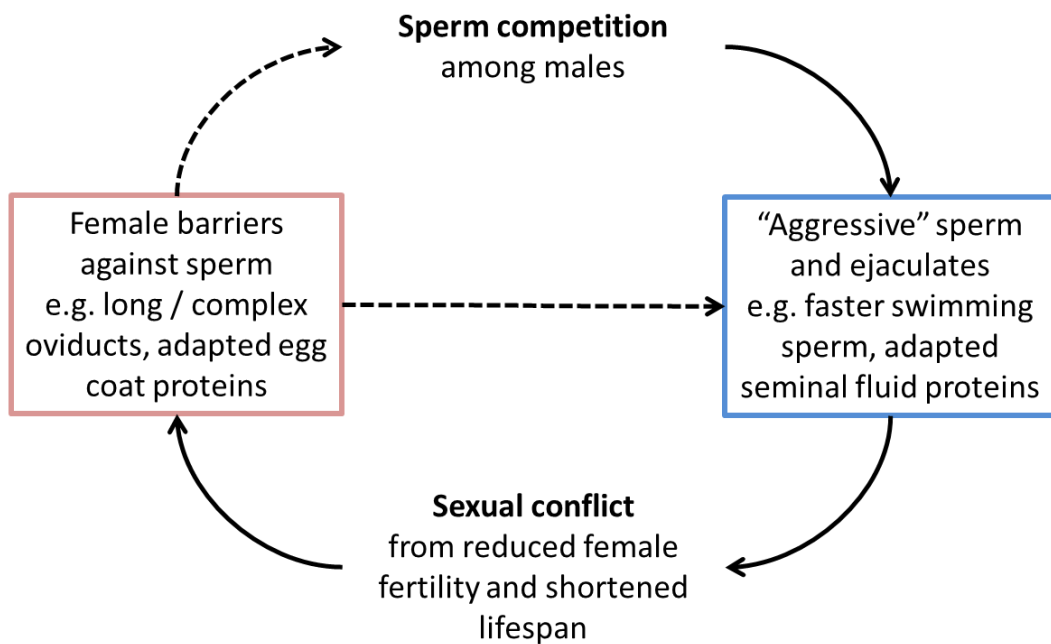 Sperm competition
among males
Female barriers
against sperm
e.g. long / complex
oviducts, adapted egg
coat proteins
“Aggressive” sperm
and ejaculates
e.g. faster swimming
sperm, adapted
seminal fluid proteins
Sexual conflict
from reduced female
fertility and shortened
lifespan